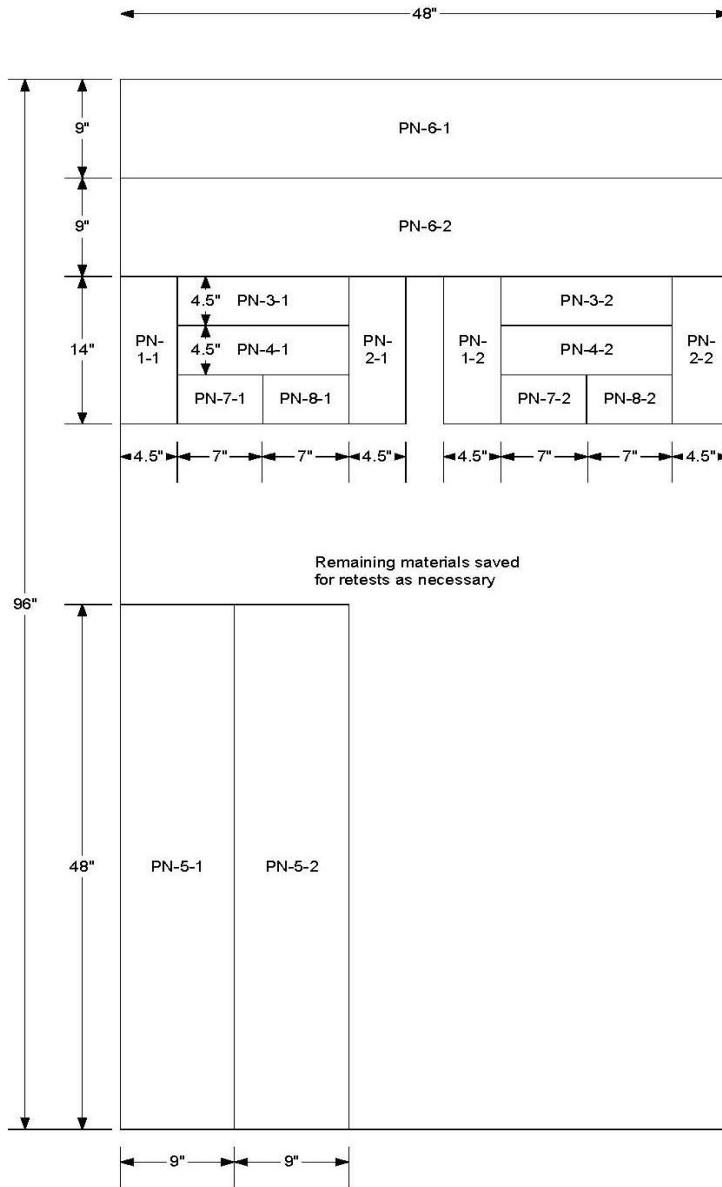 48"
9"
PN-6-1
9"
PN-6-2
14"
PN-
1-1
4.5"
PN-3-1
4.5"
PN-4-1
PN-7-1
PN-8-1
PN-
2-1
PN-
1-2
PN-3-2
PN-4-2
PN-7-2
PN-8-2
PN-
2-2
4.5"
7"
7"
4.5"
4.5"
7"
7"
4.5"
Remaining materials saved
for retests as necessary
96"
48"
PN-5-1
PN-5-2
9"
9"